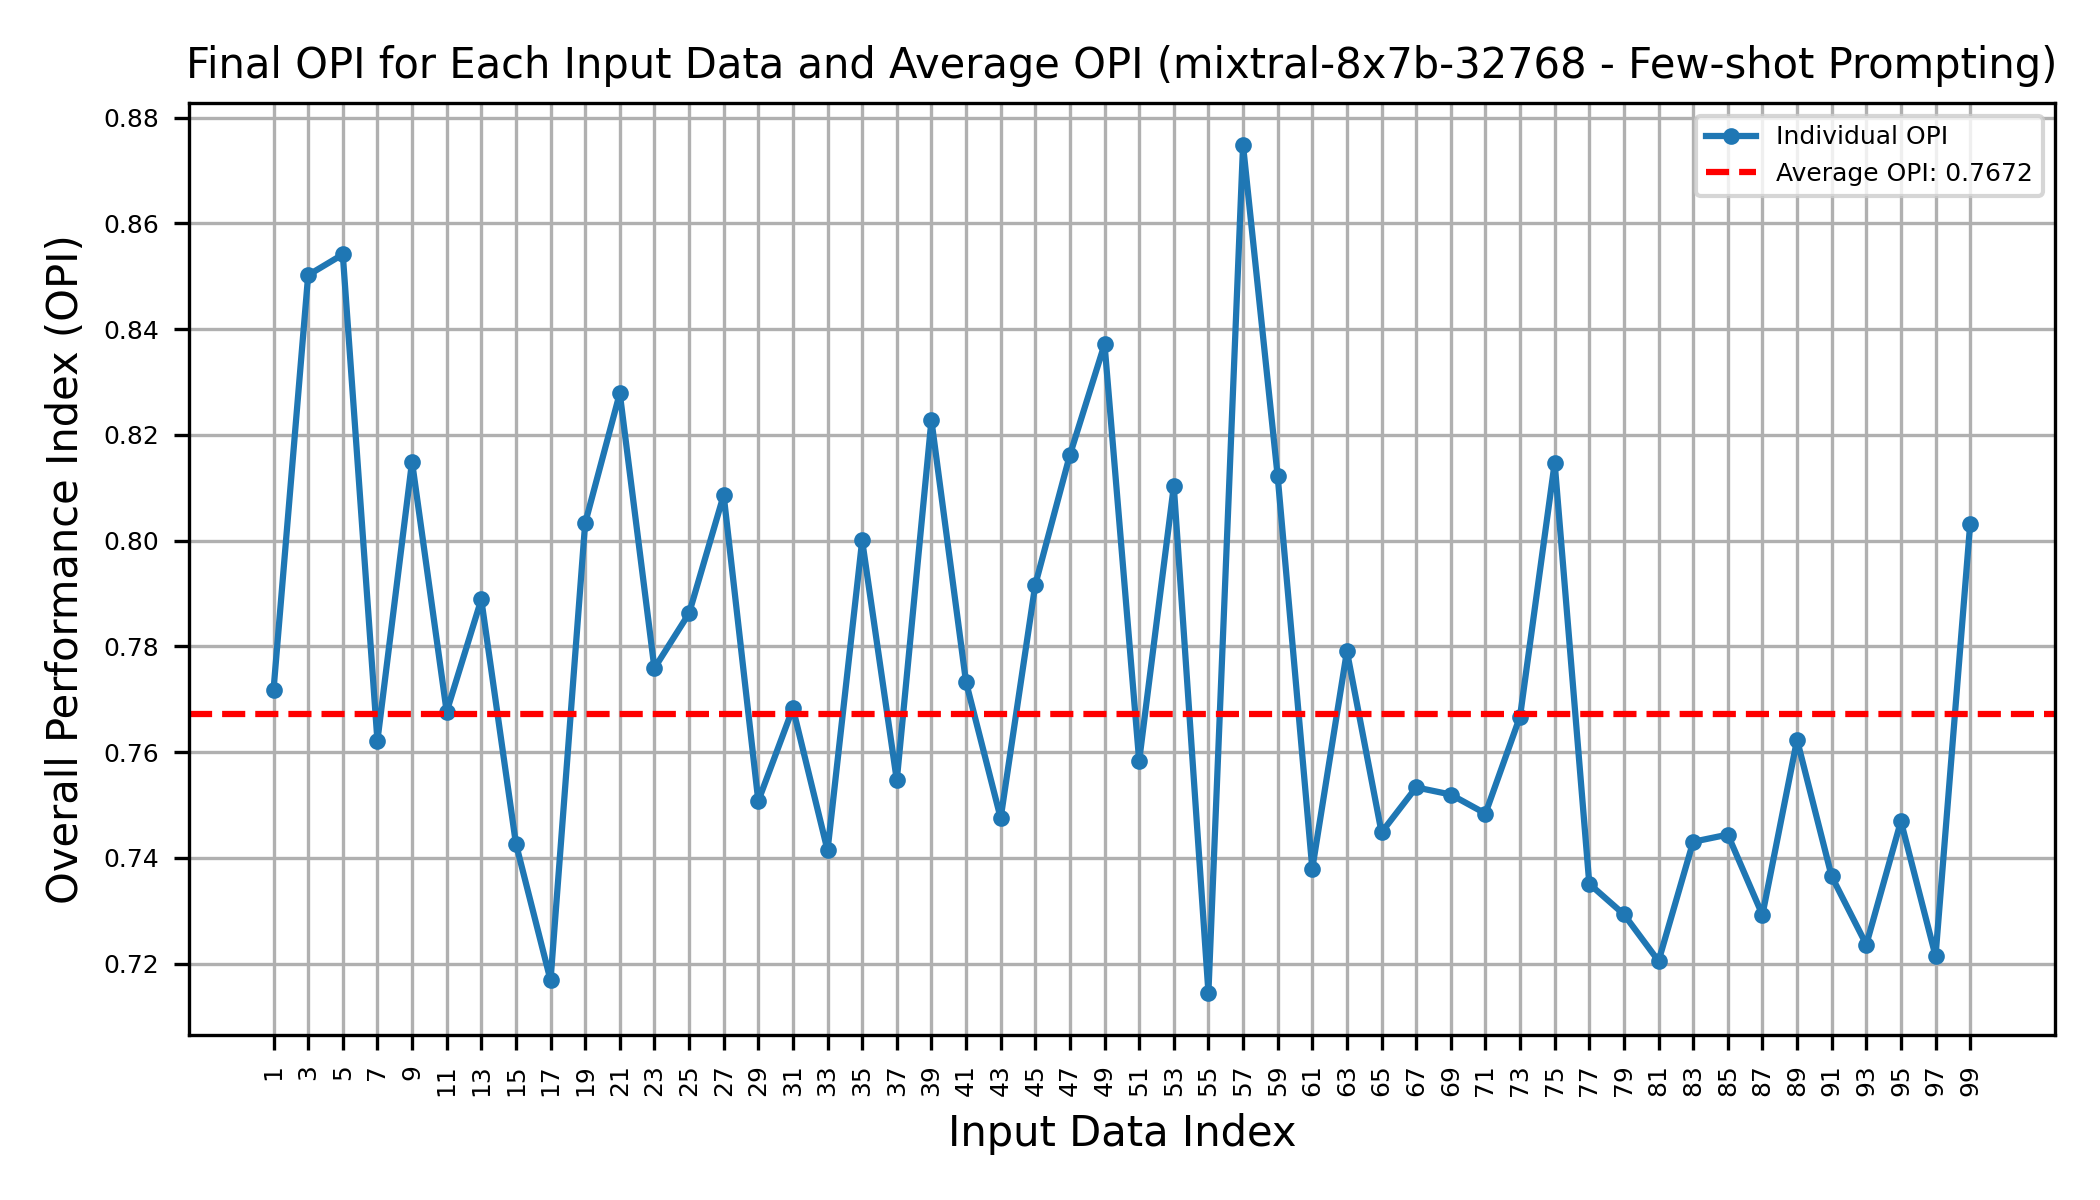 Final OPI for Each Input Data and Average OPI (mixtral-8x7b-32768 - Few-shot Prompting)
Individual OPI
Average OPI: 0.7672
Overall Performance Index (OPI)
0.88
0.86
0.84
0.82
0.80
0.78
0.76
0.74
0.72
1 3 5 7 9 11 13 15 17 19 21 23 25 27 29 31 33 35 37 39 41 43 45 47 49 51 53 55 57 59 61 63 65 67 69 71 73 75 77 79 81 83 85 87 89 91 93 95 97 99
Input Data Index